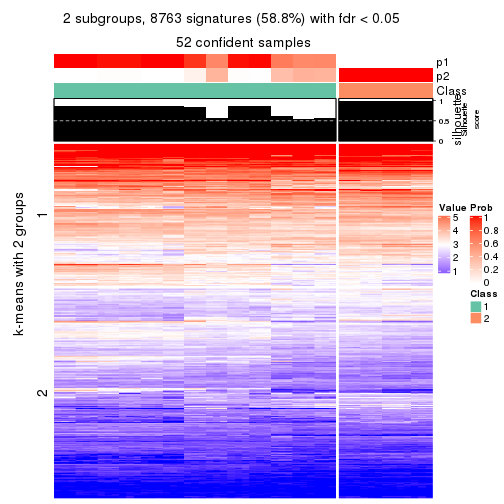 2 subgroups, 8763 signatures (58.8%) with fdr < 0.05
52 confident samples
p1
p2
Class
1
0.5
0
silhouette
Silhouette
score
k-means with 2 groups
1
2
Value
5
4
3
2
1
Prob
1
0.8
0.6
0.4
0.2
0
Class
1
2